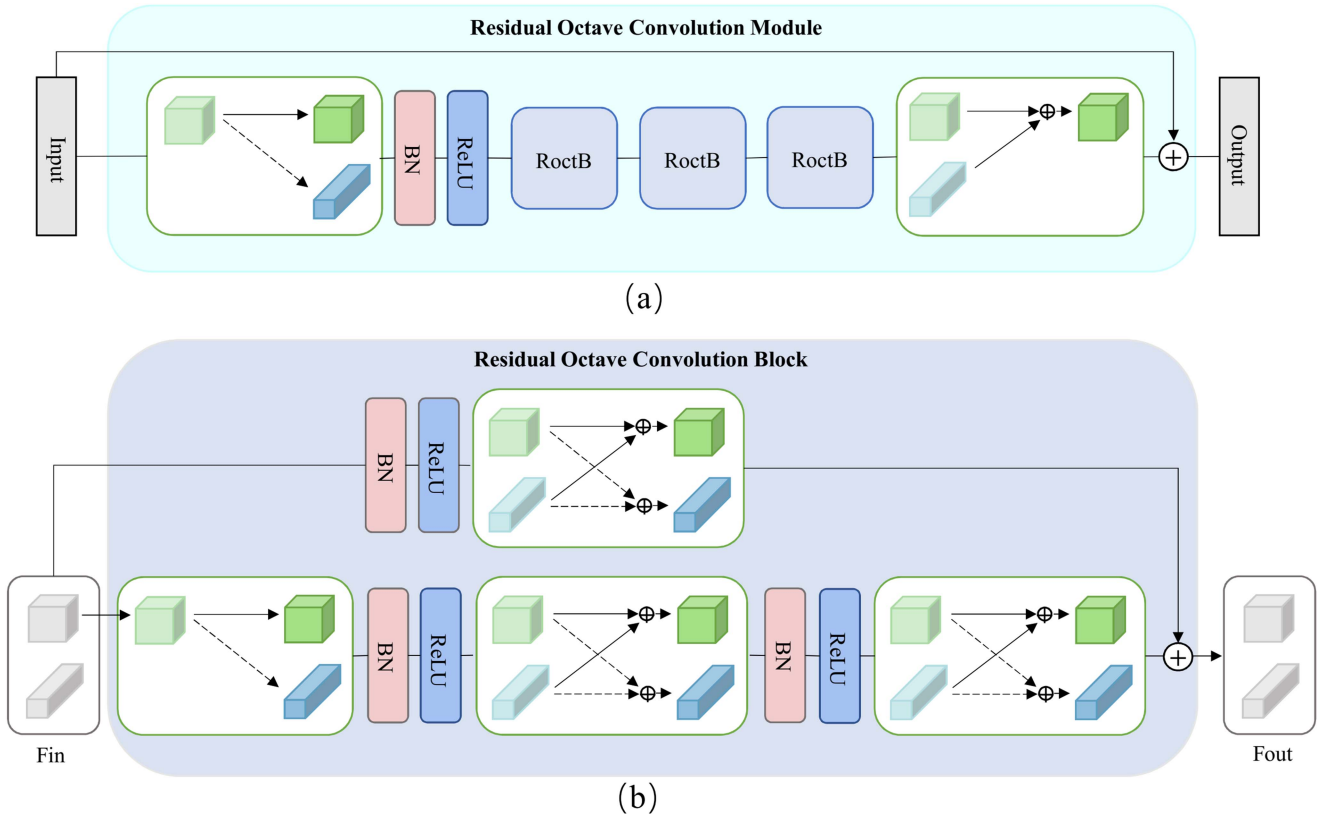 Residual Octave Convolution Module
Input
BN
ReLU
RoctB
RoctB
RoctB
Output
(a)
Residual Octave Convolution Block
BN
ReLU
BN
ReLU
BN
ReLU
Fin
Fout
(b)